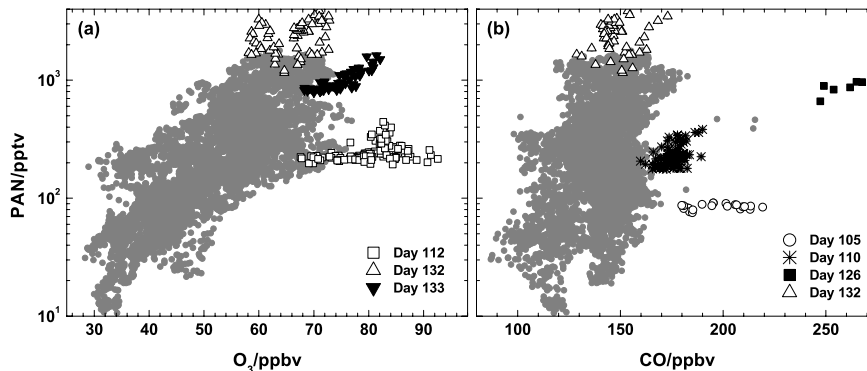 (a)
(b)
PAN/pptv
10³
10²
10¹
Day 112
Day 132
Day 133
Day 105
Day 110
Day 126
Day 132
30 40 50 60 70 80 90
100 150 200 250
O₃/ppbv
CO/ppbv